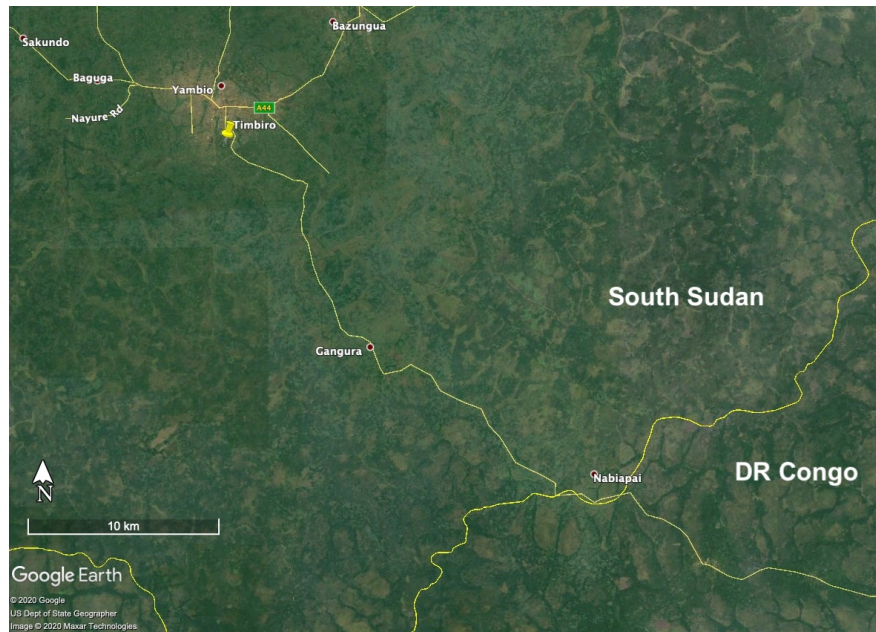 Bazungua
Sakundo
Baguga
Yambio
A44
Nayure Rd
Timbiro
South Sudan
Gangura
DR Congo
Nabiapai
N
10 km
Google Earth
© 2020 Google
US Dept of State Geographer
Image © 2020 Maxar Technologies